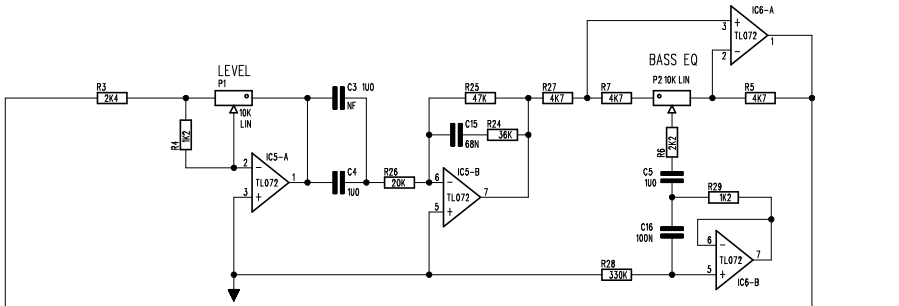 IC6-A
3
+
TL072
1
-
2
LEVEL
P1
BASS EQ
R3
2K4
10K
LIN
C3 1U0
NF
R25
47K
R27
4K7
R7
4K7
P2 10K LIN
R5
4K7
R4
1K2
C15
68N
R24
36K
R6
2K2
IC5-A
2
-
TL072
1
3
+
C4
1U0
R26
20K
IC5-B
6
-
TL072
7
5
+
C5
1U0
R29
1K2
C16
100N
6
-
TL072
7
5
+
IC6-B
R28
330K